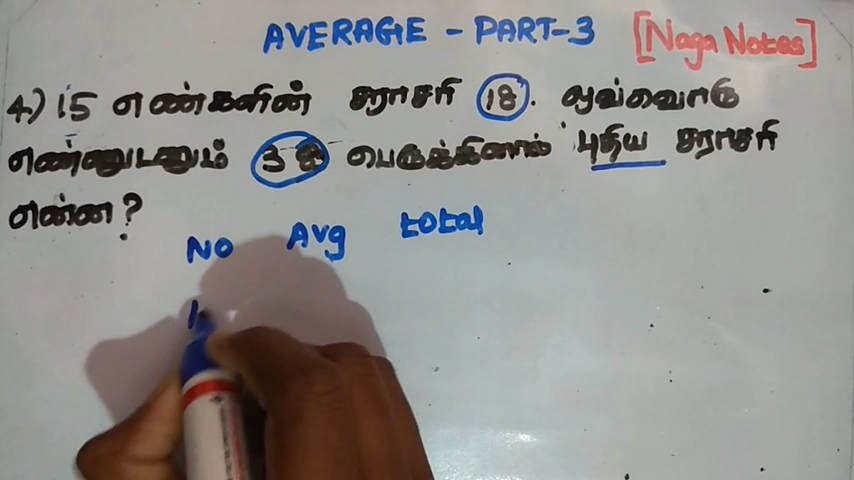 AVERAGE - PART-3 [Naga Notes]
4) 15 எண்களின் சராசரி 18. ஒவ்வொரு
எண்ணுடனும் 3 பெருக்கினால் புதிய சராசரி
என்ன?
No Avg total
1